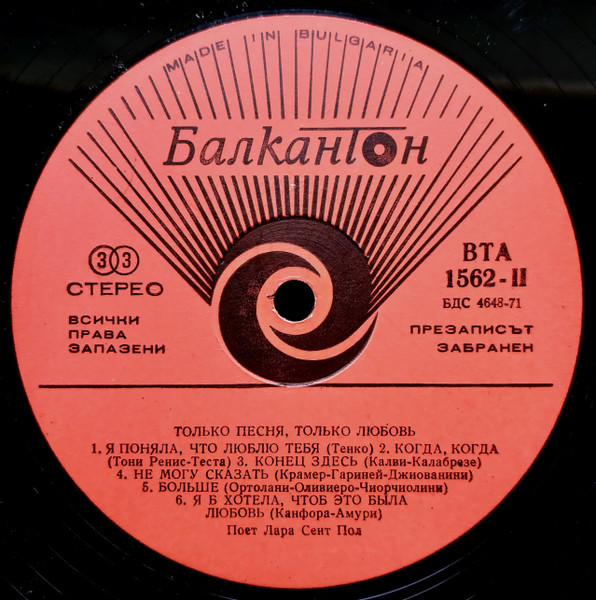 MADE IN BULGARIA
Балкантон
33
СТЕРЕО
ВСИЧКИ
ПРАВА
ЗАПАЗЕНИ
ВТА
1562-II
БДС 4648-71
ПРЕЗАПИСЪТ
ЗАБРАНЕН
ТОЛЬКО ПЕСНЯ, ТОЛЬКО ЛЮБОВЬ
1. Я ПОНЯЛА, ЧТО ЛЮБЛЮ ТЕБЯ (Тенко) 2. КОГДА, КОГДА
(Тони Ренис-Теста) 3. КОНЕЦ ЗДЕСЬ (Калви-Калабрезе)
4. НЕ МОГУ СКАЗАТЬ (Крамер-Гариней-Джиованини)
5. БОЛЬШЕ (Ортолани-Оливиеро-Чиорчиолини)
6. Я Б ХОТЕЛА, ЧТОБ ЭТО БЫЛА
ЛЮБОВЬ (Канфора-Амури)
Поет Лара Сент Пол